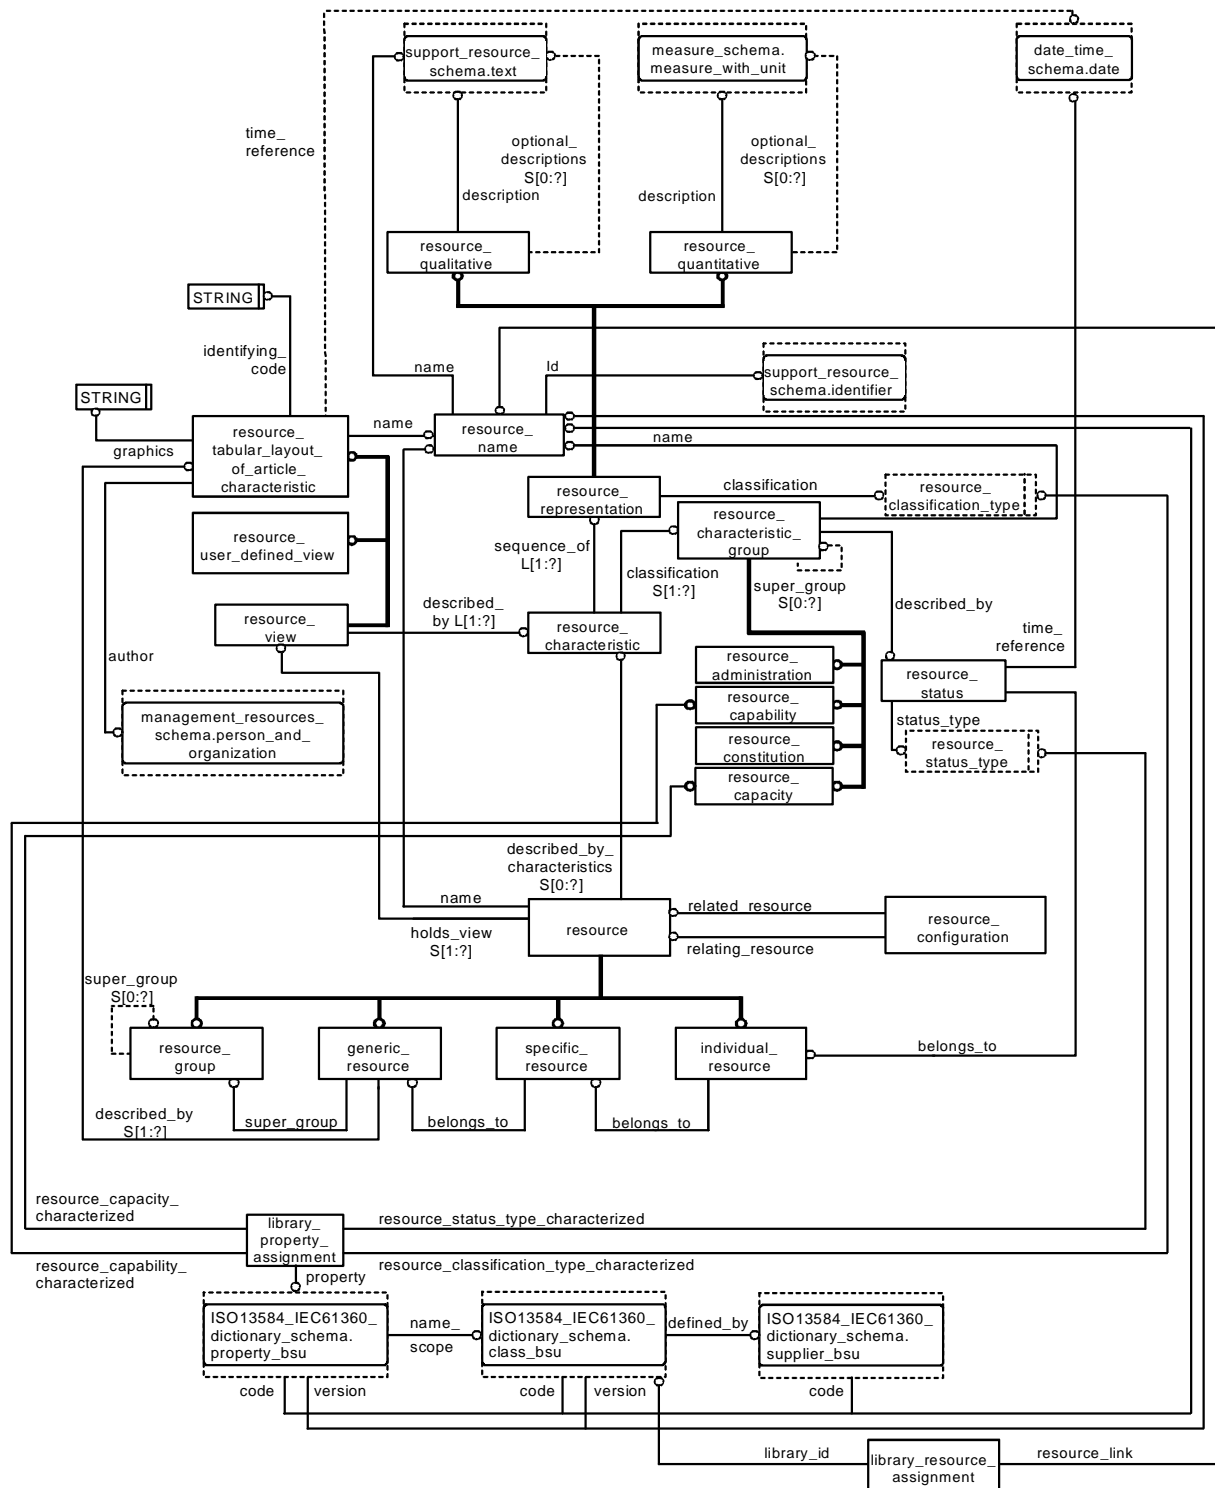 support_resource_
schema.text
measure_schema.
measure_with_unit
date_time_
schema.date
time_
reference
optional_
descriptions
S[0:?]
optional_
descriptions
S[0:?]
description
description
resource_
qualitative
resource_
quantitative
STRING
identifying_
code
name
Id
support_resource_
schema.identifier
STRING
graphics
resource_
tabular_layout_
of_article_
characteristic
name
resource_
name
name
resource_
representation
classification
resource_
classification_type
resource_
characteristic_
group
resource_
user_defined_view
sequence_of
L[1:?]
classification
S[1:?]
super_group
S[0:?]
described_by
described_
by L[1:?]
resource_
view
resource_
characteristic
time_
reference
author
resource_
administration
resource_
status
resource_
capability
management_resources_
schema.person_and_
organization
status_type
resource_
constitution
resource_
status_type
resource_
capacity
described_by_
characteristics
S[0:?]
name
related_resource
resource
resource_
configuration
holds_view
S[1:?]
relating_resource
super_group
S[0:?]
resource_
group
generic_
resource
specific_
resource
individual_
resource
belongs_to
described_by
S[1:?]
super_group
belongs_to
belongs_to
resource_capacity_
characterized
library_
property_
assignment
resource_status_type_characterized
resource_capability_
characterized
resource_classification_type_characterized
property
ISO13584_IEC61360_
dictionary_schema.
property_bsu
name_
scope
ISO13584_IEC61360_
dictionary_schema.
class_bsu
defined_by
ISO13584_IEC61360_
dictionary_schema.
supplier_bsu
code
version
code
version
code
library_id
library_resource_
assignment
resource_link